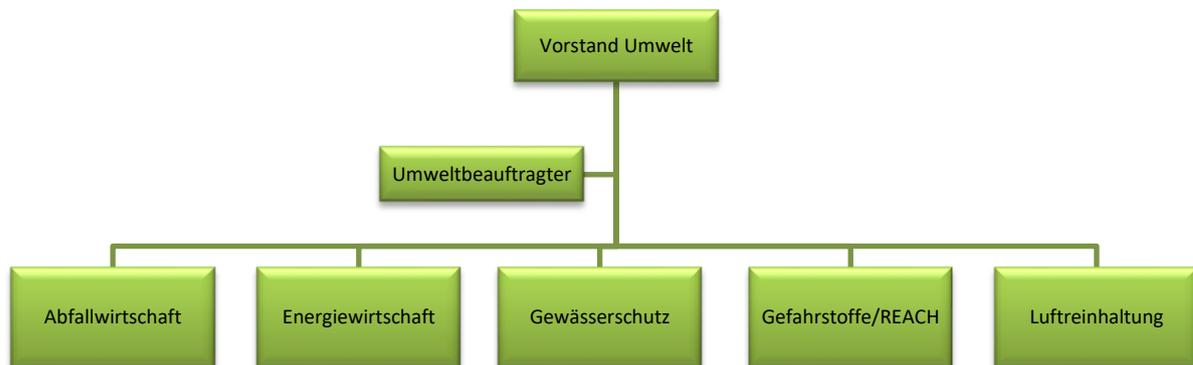 Vorstand Umwelt
Umweltbeauftragter
Abfallwirtschaft
Energiewirtschaft
Gewässerschutz
Gefahrstoffe/REACH
Luftreinhaltung